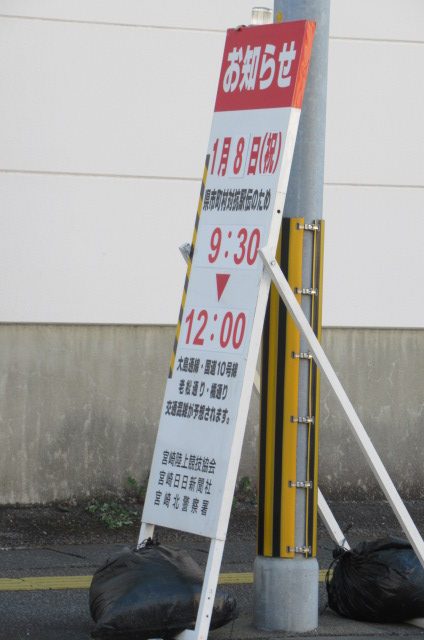 お知らせ
1月8日(祝)
県市町村対抗駅伝のため
9:30
▼
12:00
大島通線・国道10号線
老松通り・橘通り
交通混雑が予想されます。
宮崎陸上競技協会
宮崎日日新聞社
宮崎北警察署